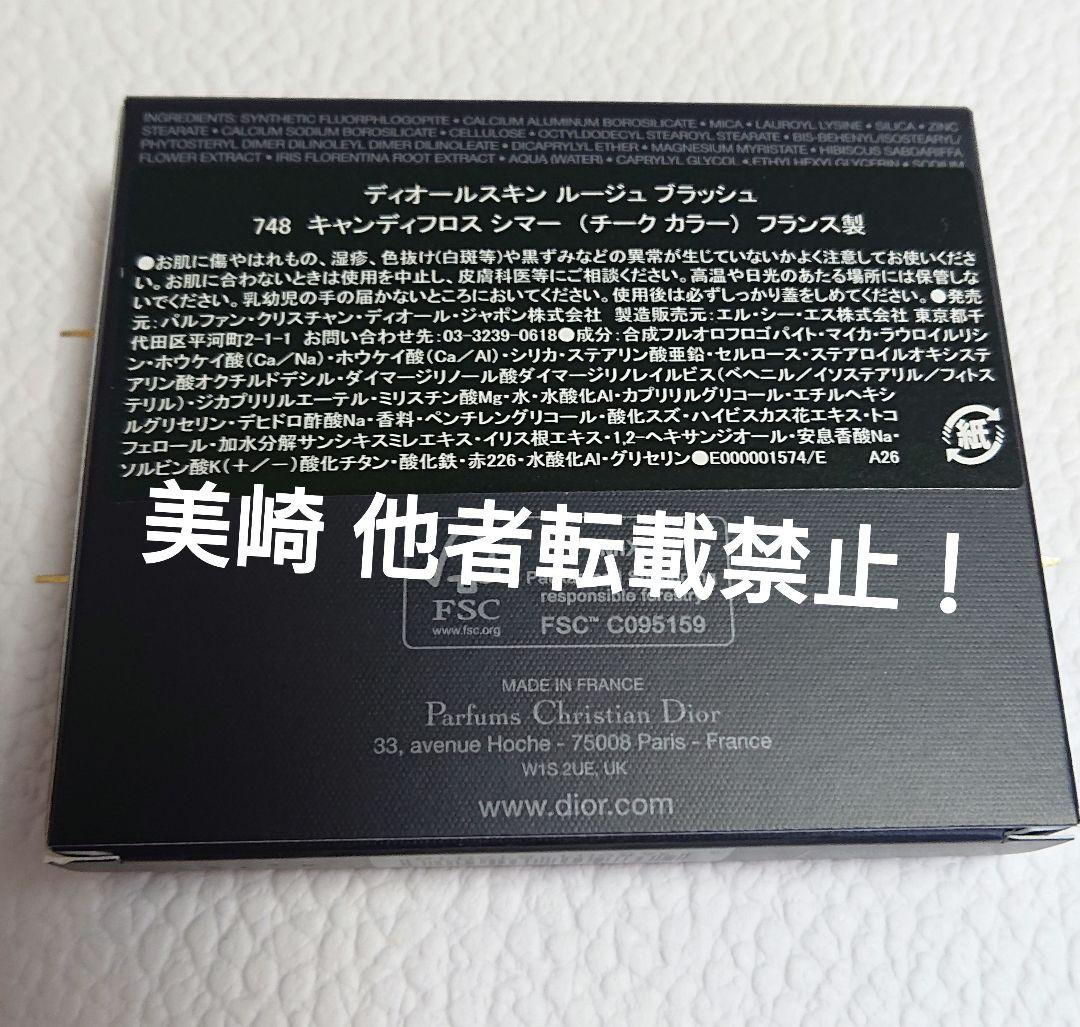 INGREDIENTS: SYNTHETIC FLUORPHLOGOPITE • CALCIUM ALUMINUM BOROSILICATE • MICA • LAUROYL LYSINE • SILICA • ZINC
STEARATE • CALCIUM SODIUM BOROSILICATE • CELLULOSE • OCTYLDODECYL STEAROYL STEARATE • BIS-BEHENYL/ISOSTEARYL/
PHYTOSTERYL DIMER DILINOLEYL DIMER DILINOLEATE • DICAPRYLYL ETHER • MAGNESIUM MYRISTATE • HIBISCUS SABDARIFFA
FLOWER EXTRACT • IRIS FLORENTINA ROOT EXTRACT • AQUA (WATER) • CAPRYLYL GLYCOL • ETHYLHEXYLGLYCERIN • SODIUM
ディオールスキン ルージュ ブラッシュ
748 キャンディフロス シマー （チーク カラー） フランス製
●お肌に傷やはれもの、湿疹、色抜け(白斑等)や黒ずみなどの異常が生じていないかよく注意してお使いくださ
い。お肌に合わないときは使用を中止し、皮膚科医等にご相談ください。高温や日光のあたる場所には保管しな
いでください。乳幼児の手の届かないところにおいてください。使用後は必ずしっかり蓋をしめてください。●発売
元：パルファン・クリスチャン・ディオール・ジャポン株式会社 製造販売元：エル・シー・エス株式会社 東京都千
代田区平河町2-1-1 お問い合わせ先：03-3239-0618●成分：合成フルオロフロゴパイト・マイカ・ラウロイルリシ
ン・ホウケイ酸(Ca／Na)・ホウケイ酸(Ca／Al)・シリカ・ステアリン酸亜鉛・セルロース・ステアロイルオキシステ
アリン酸オクチルドデシル・ダイマージリノール酸ダイマージリノレイルビス(ベヘニル／イソステアリル／フィトス
テリル)・ジカプリリルエーテル・ミリスチン酸Mg・水・水酸化Al・カプリリルグリコール・エチルヘキシ
ルグリセリン・デヒドロ酢酸Na・香料・ペンチレングリコール・酸化スズ・ハイビスカス花エキス・トコ
フェロール・加水分解サンシキスミレエキス・イリス根エキス・1,2-ヘキサンジオール・安息香酸Na・
ソルビン酸K(＋／－)酸化チタン・酸化鉄・赤226・水酸化Al・グリセリン●E000001574/E A26
紙
美崎 他者転載禁止！
responsible forestry
FSC
www.fsc.org
FSC™ C095159
MADE IN FRANCE
Parfums Christian Dior
33, avenue Hoche - 75008 Paris - France
W1S 2UE, UK
www.dior.com